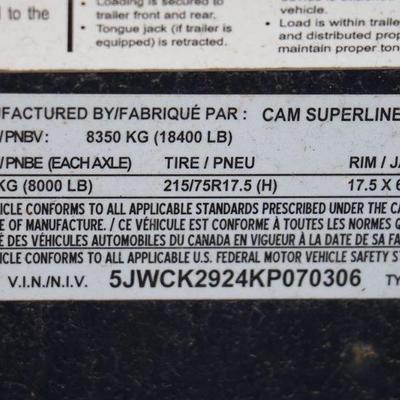 d to the
• Loading is secured to
trailer front and rear.
• Tongue jack (if trailer is
equipped) is retracted.
vehicle.
• Load is within trailer
and distributed prope
maintain proper ton
NUFACTURED BY/FABRIQUÉ PAR : CAM SUPERLINE
/PNBV: 8350 KG (18400 LB)
/PNBE (EACH AXLE) TIRE / PNEU RIM / JA
KG (8000 LB) 215/75R17.5 (H) 17.5 X 6
ICLE CONFORMS TO ALL APPLICABLE STANDARDS PRESCRIBED UNDER THE CA
E OF MANUFACTURE. / CE VÉHICULE EST CONFORME À TOUTES LES NORMES Q
É DES VÉHICULES AUTOMOBILES DU CANADA EN VIGUEUR À LA DATE DE SA FA
ICLE CONFORMS TO ALL APPLICABLE U.S. FEDERAL MOTOR VEHICLE SAFETY S
V.I.N./N.I.V. 5JWCK2924KP070306 TY